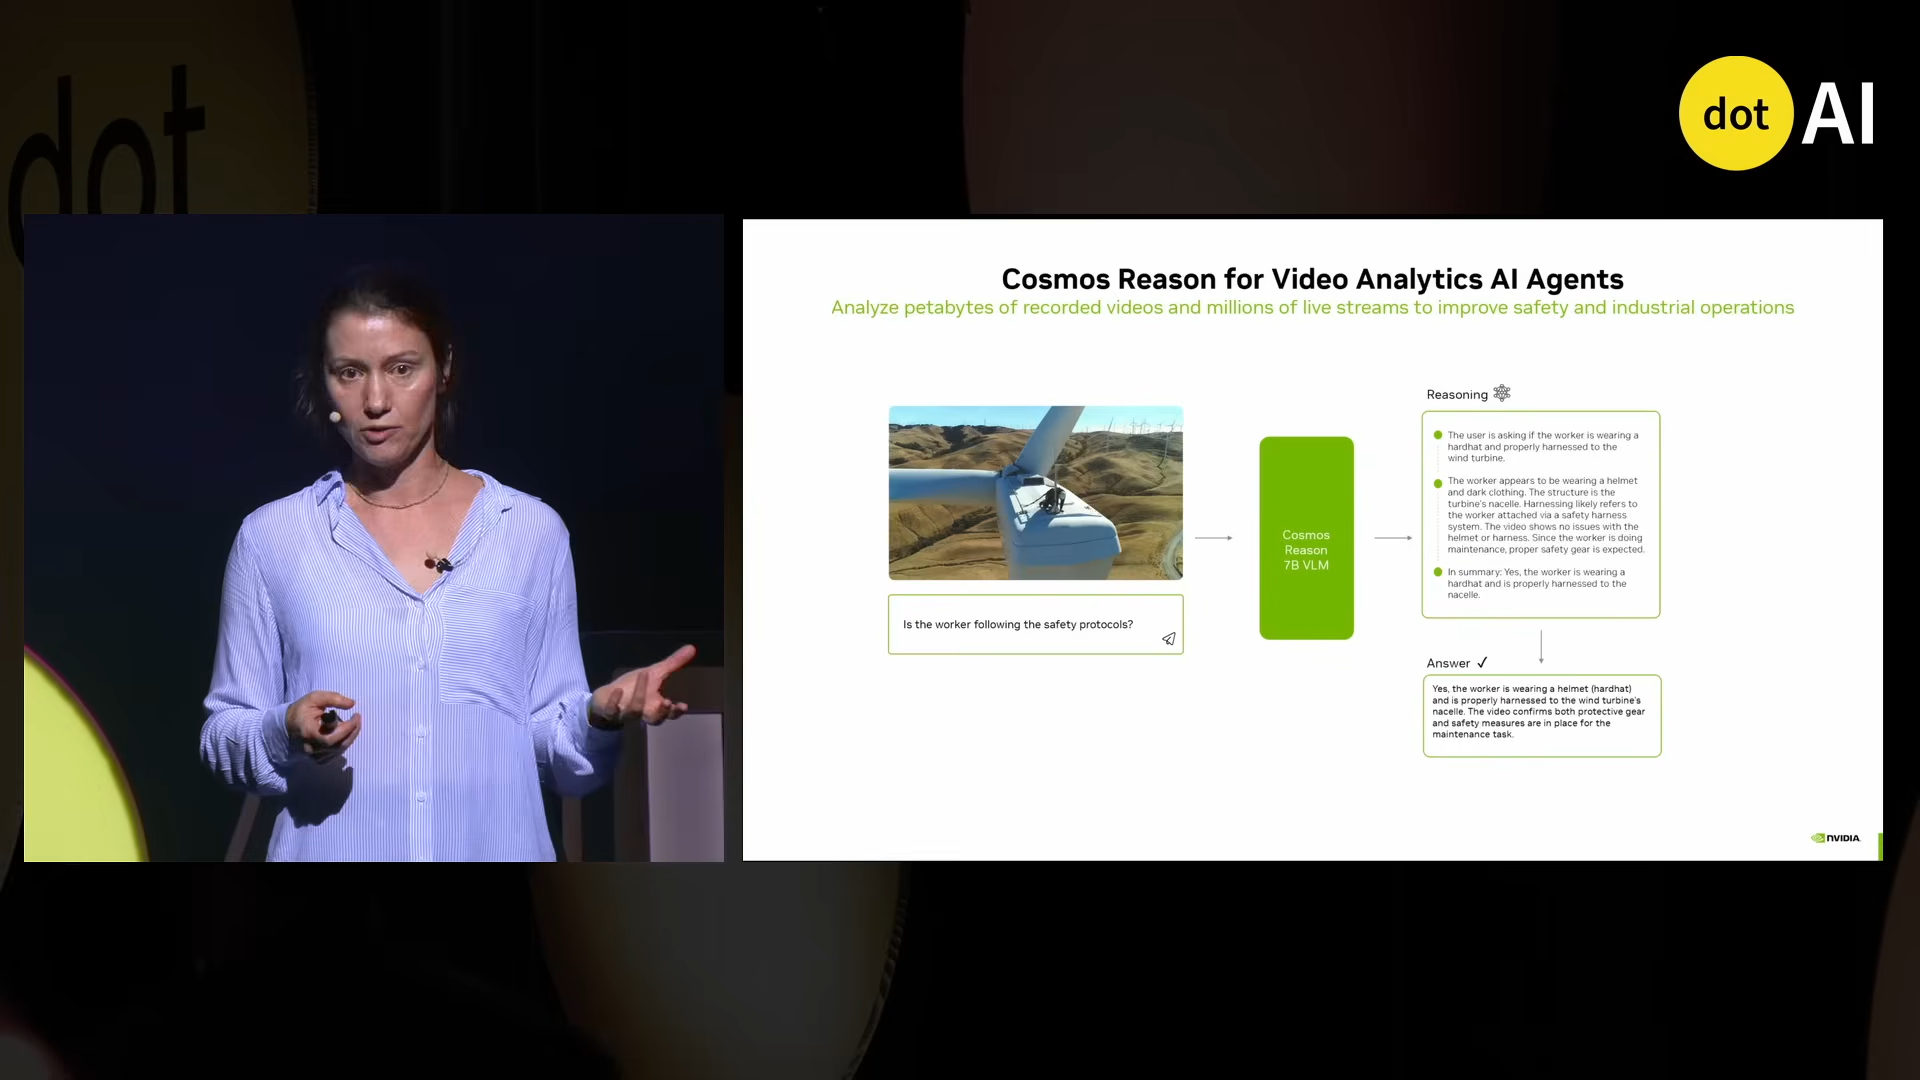 dot
dot AI
Cosmos Reason for Video Analytics AI Agents
Analyze petabytes of recorded videos and millions of live streams to improve safety and industrial operations
Is the worker following the safety protocols?
Cosmos
Reason
7B VLM
Reasoning
The user is asking if the worker is wearing a
hardhat and properly harnessed to the
wind turbine.
The worker appears to be wearing a helmet
and dark clothing. The structure is the
turbine's nacelle. Harnessing likely refers to
the worker attached via a safety harness
system. The video shows no issues with the
helmet or harness. Since the worker is doing
maintenance, proper safety gear is expected.
In summary: Yes, the worker is wearing a
hardhat and is properly harnessed to the
nacelle.
Answer ✓
Yes, the worker is wearing a helmet (hardhat)
and is properly harnessed to the wind turbine's
nacelle. The video confirms both protective gear
and safety measures are in place for the
maintenance task.
NVIDIA